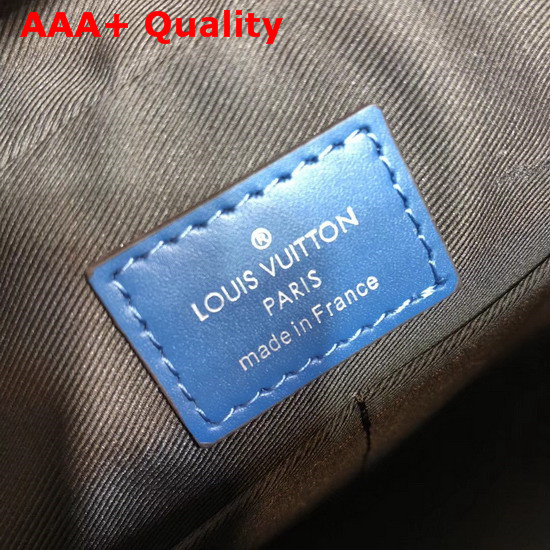 AAA+ Quality
®
LOUIS VUITTON
PARIS
made in France